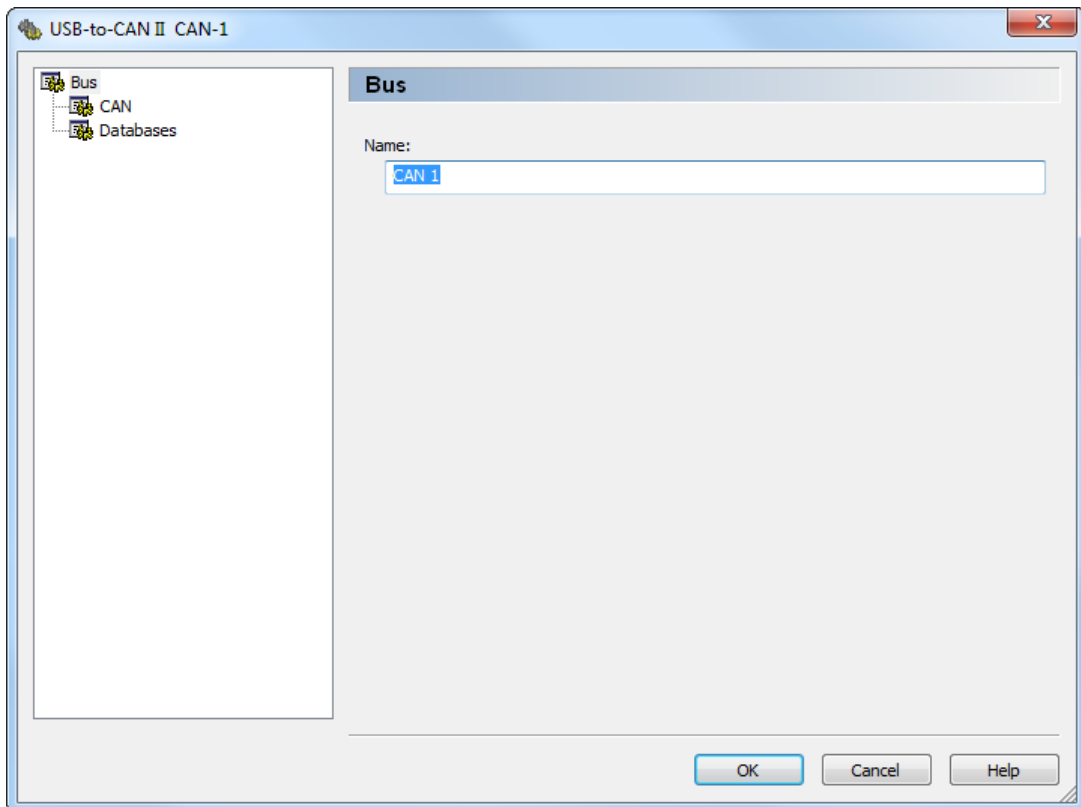 USB-to-CAN II CAN-1
Bus
CAN
Databases
Bus
Name:
CAN 1
OK Cancel Help